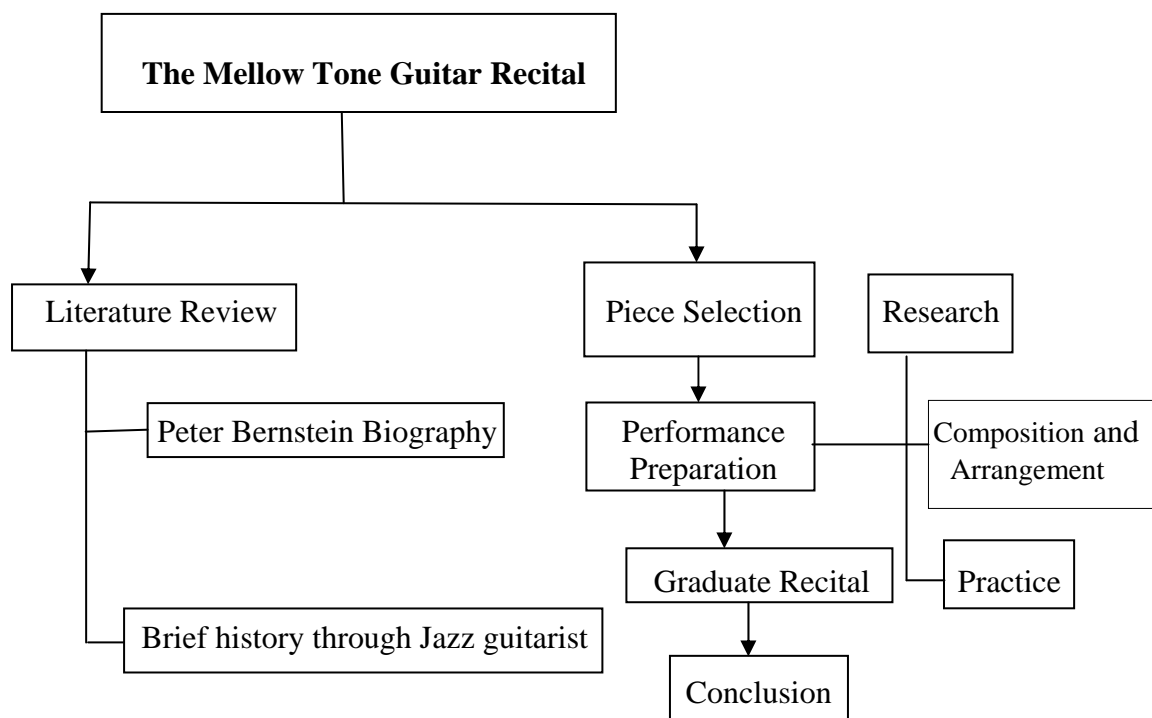 The Mellow Tone Guitar Recital
Literature Review
Peter Bernstein Biography
Brief history through Jazz guitarist
Piece Selection
Performance
Preparation
Research
Composition and
Arrangement
Practice
Graduate Recital
Conclusion